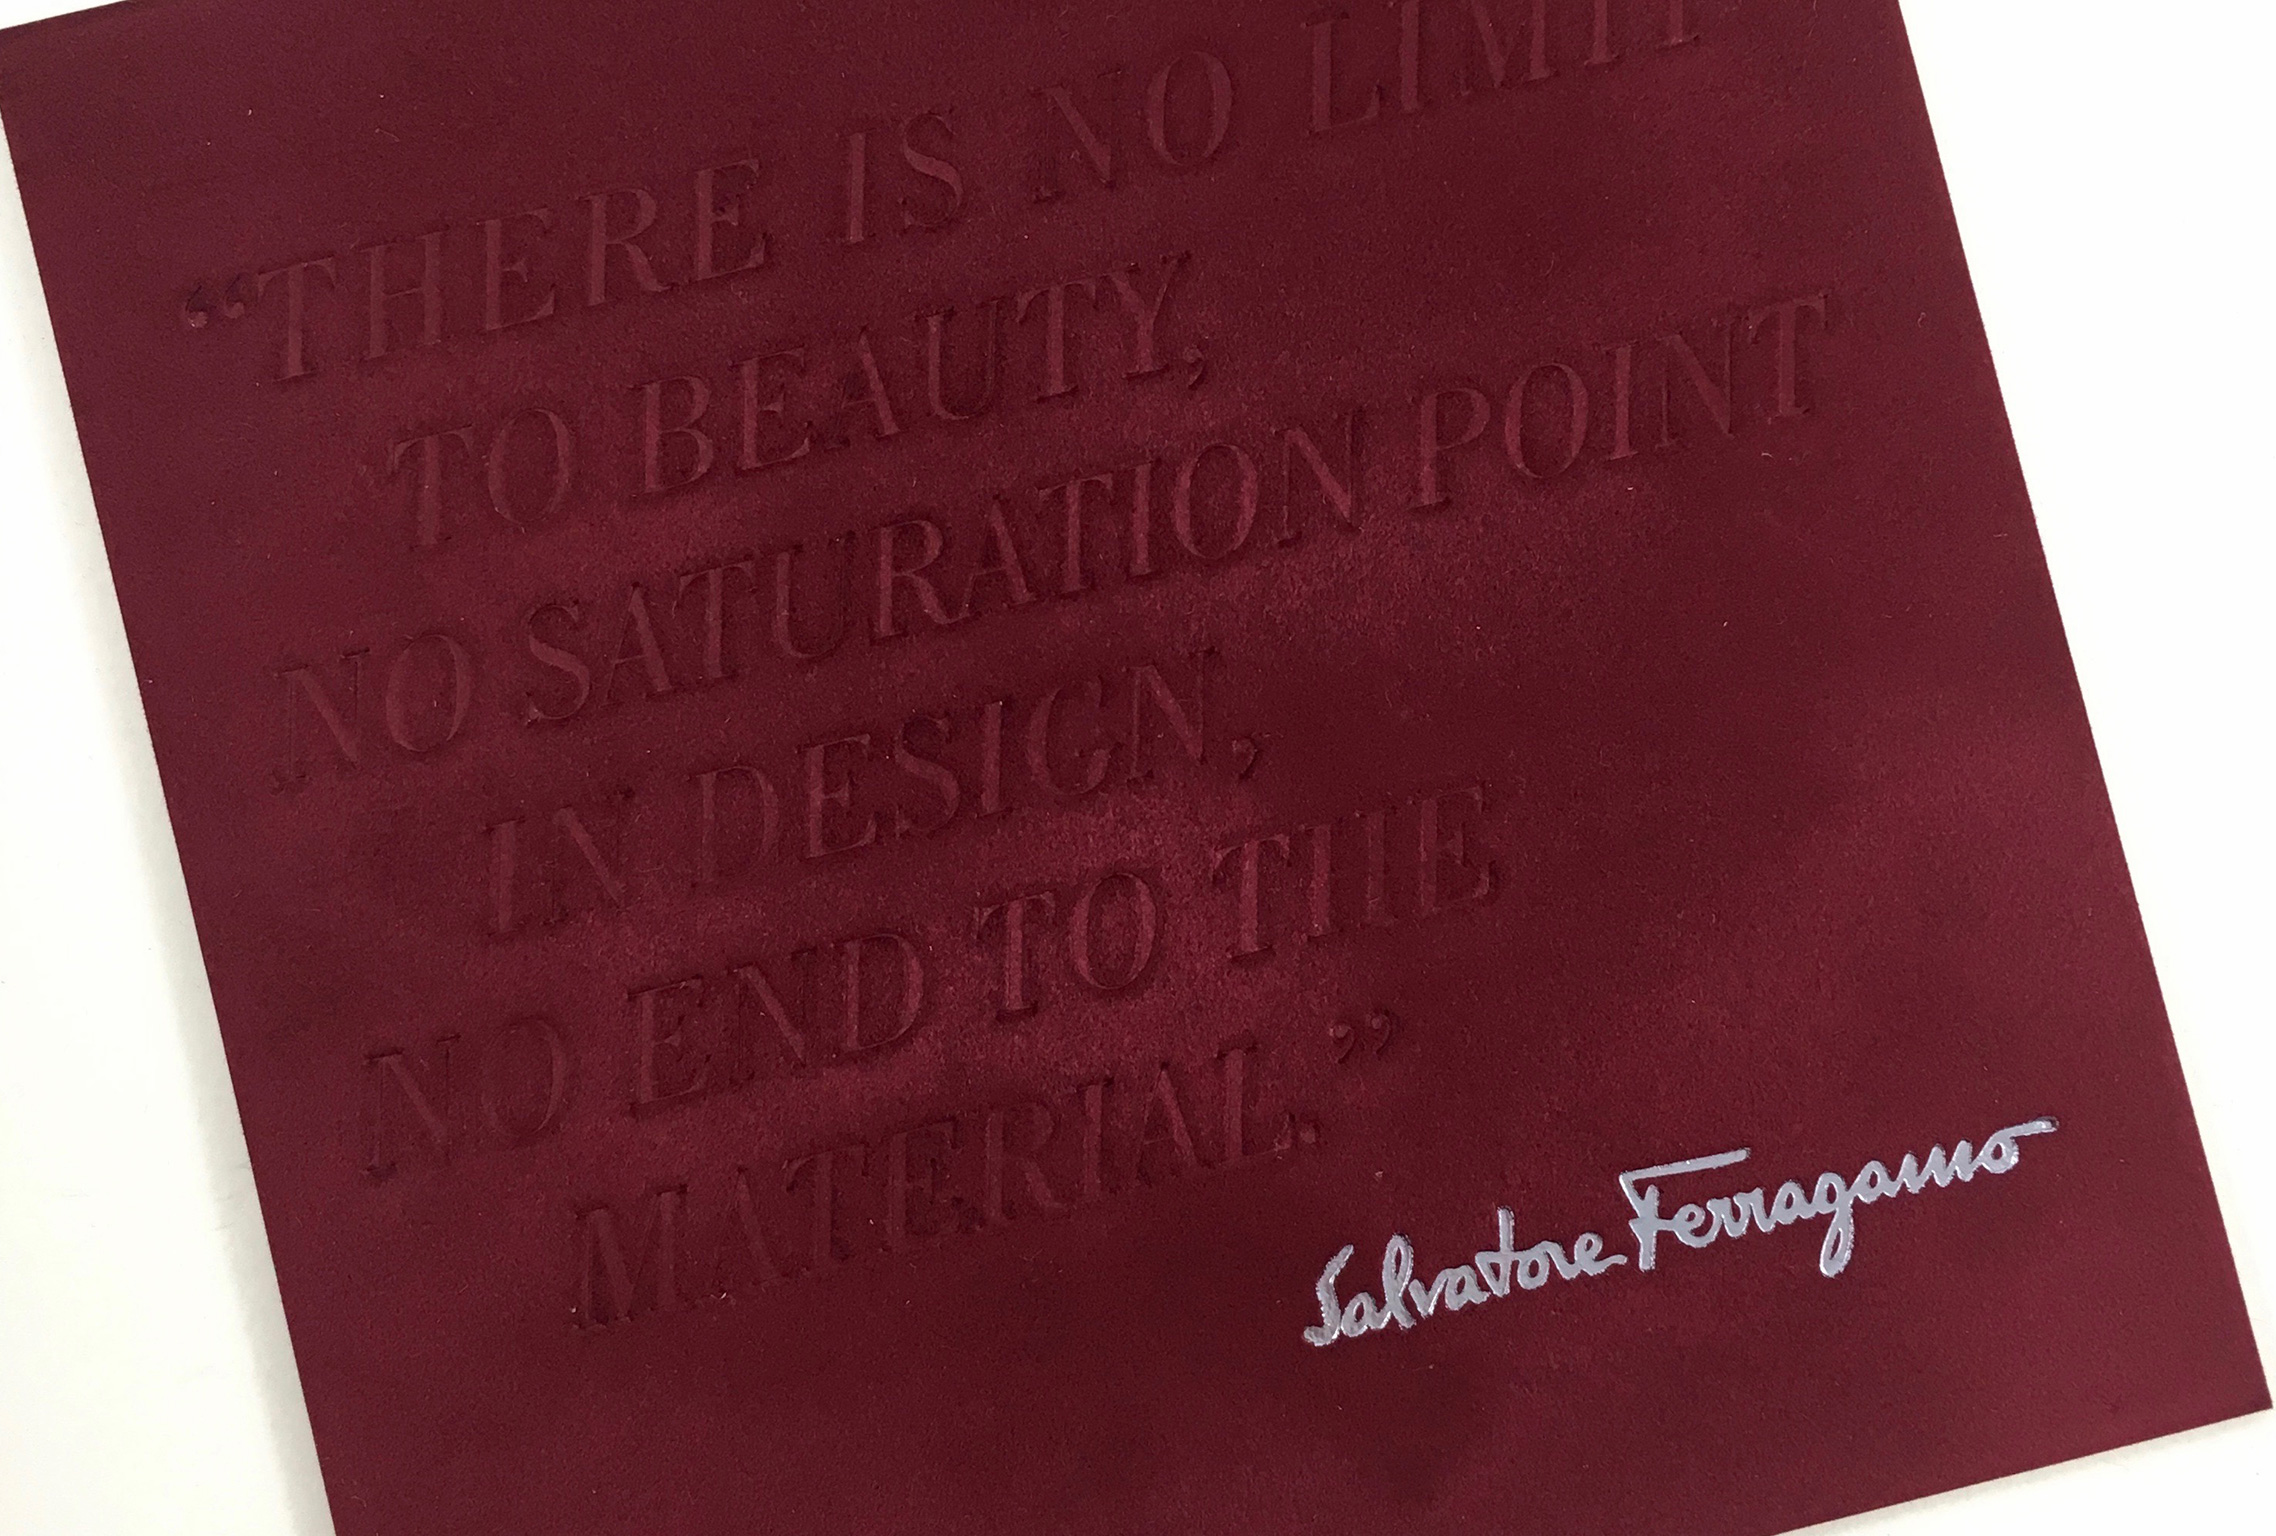 “THERE IS NO LIMIT
TO BEAUTY,
NO SATURATION POINT
IN DESIGN,
NO END TO THE
MATERIAL.”
Salvatore Ferragamo